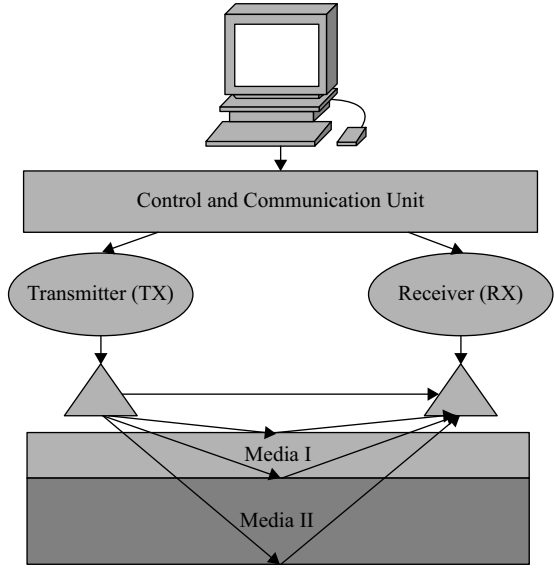 Control and Communication Unit
Transmitter (TX)
Receiver (RX)
Media I
Media II